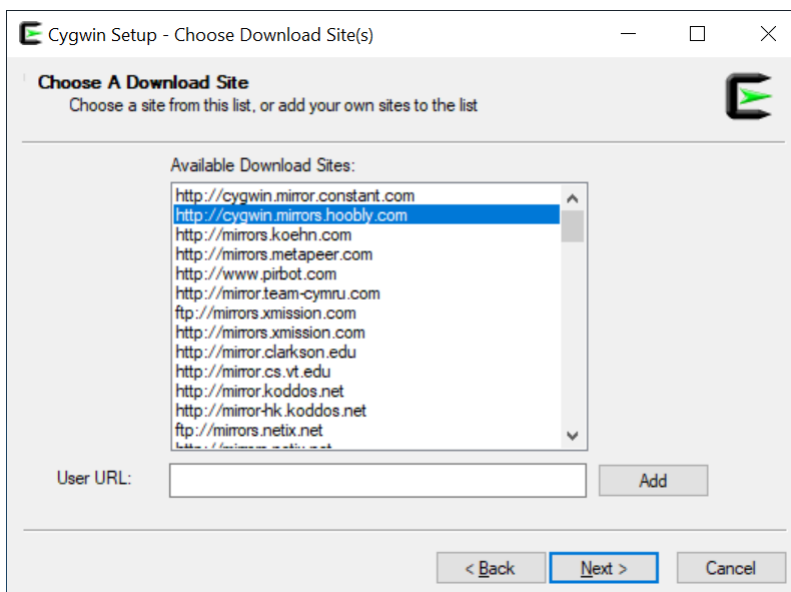 Cygwin Setup - Choose Download Site(s)
Choose A Download Site
Choose a site from this list, or add your own sites to the list
Available Download Sites:
http://cygwin.mirror.constant.com
http://cygwin.mirrors.hoobly.com
http://mirrors.koehn.com
http://mirrors.metapeer.com
http://www.pirbot.com
http://mirror.team-cymru.com
ftp://mirrors.xmission.com
http://mirrors.xmission.com
http://mirror.clarkson.edu
http://mirror.cs.vt.edu
http://mirror.koddos.net
http://mirror-hk.koddos.net
ftp://mirrors.netix.net
User URL:
Add
< Back
Next >
Cancel